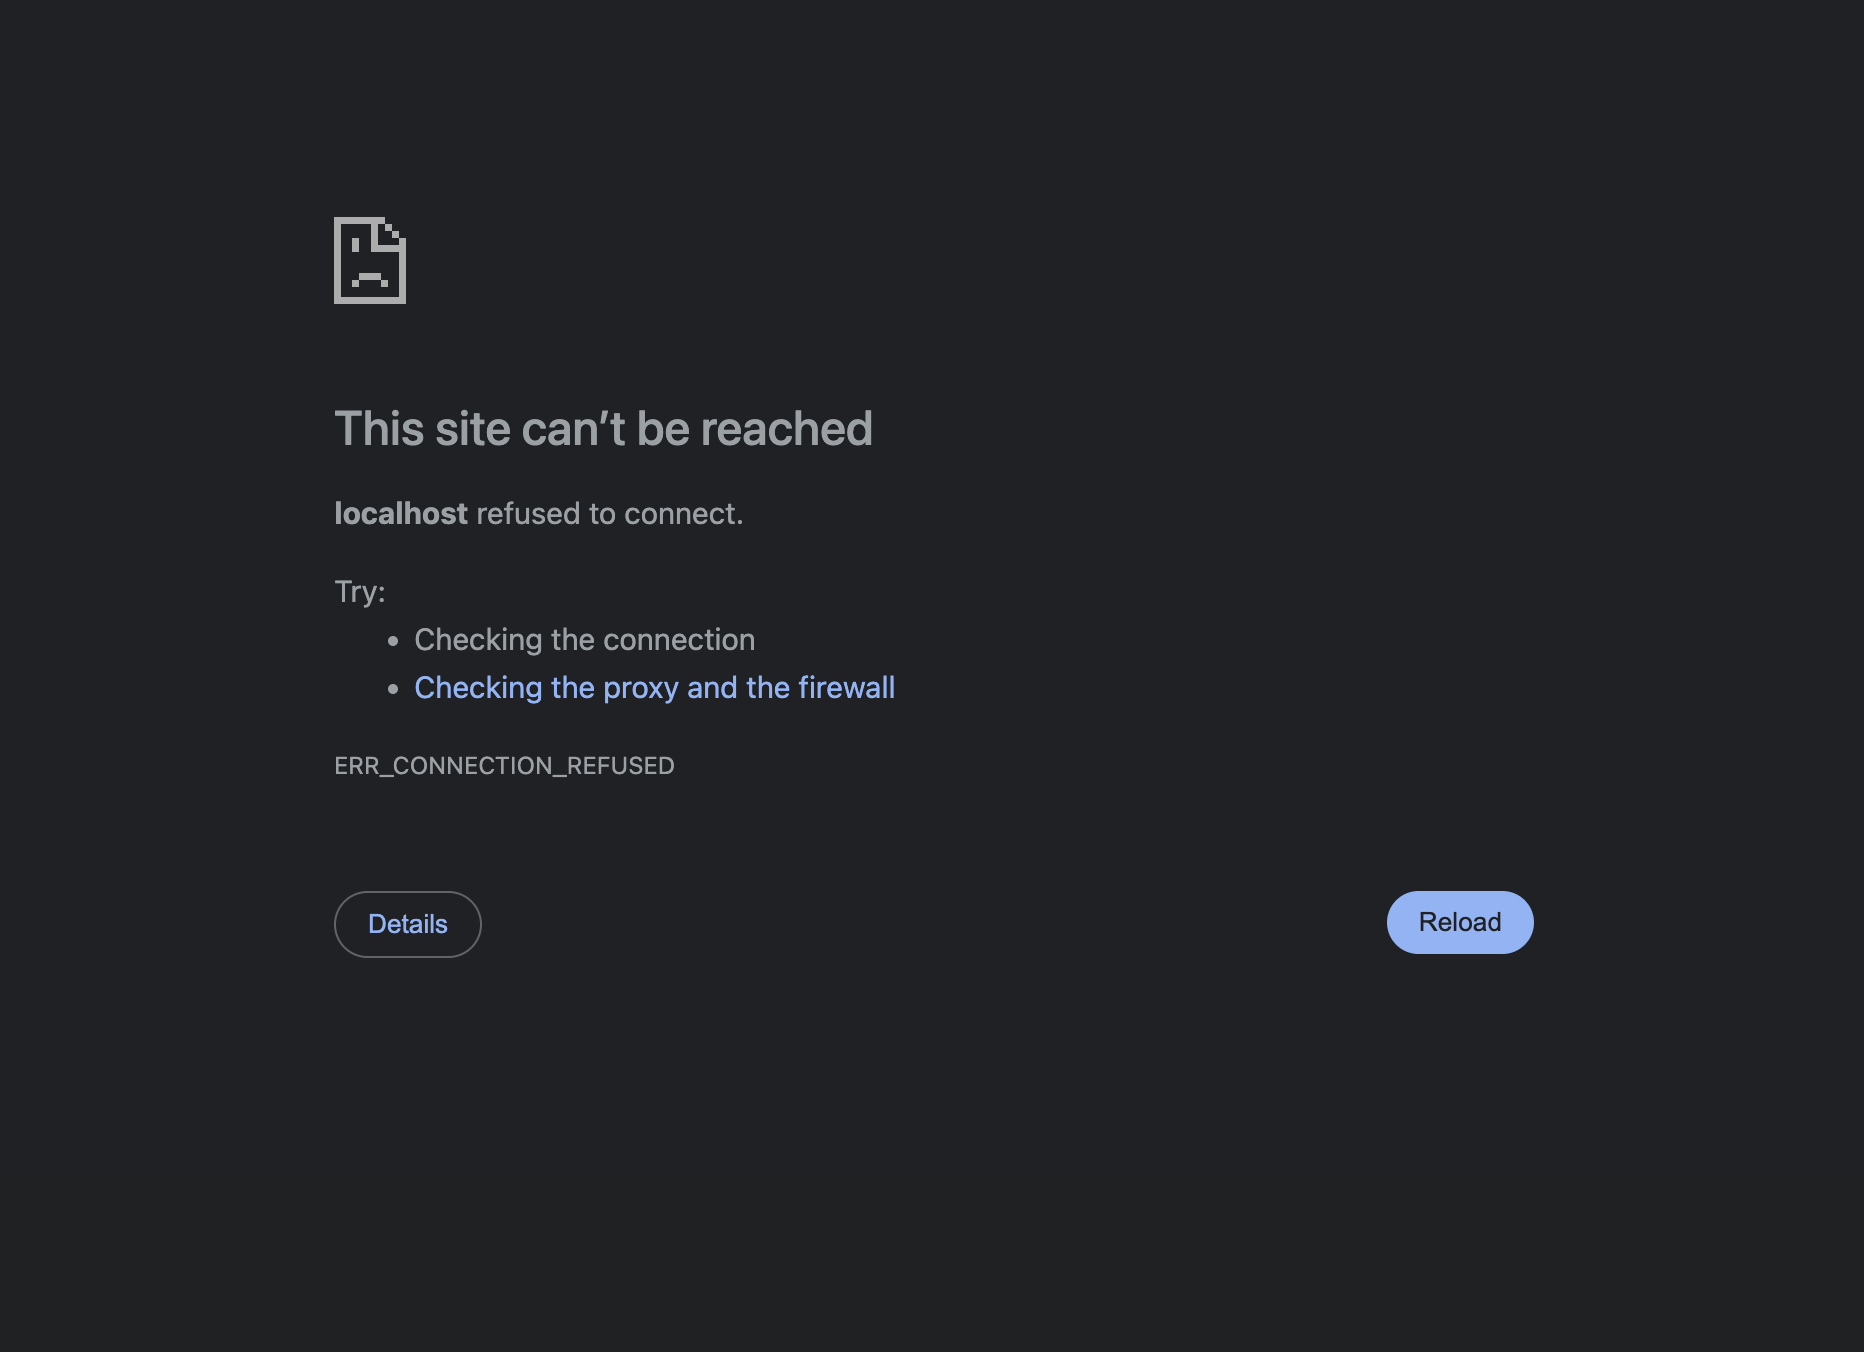 This site can’t be reached
localhost refused to connect.
Try:
Checking the connection
Checking the proxy and the firewall
ERR_CONNECTION_REFUSED
Details
Reload